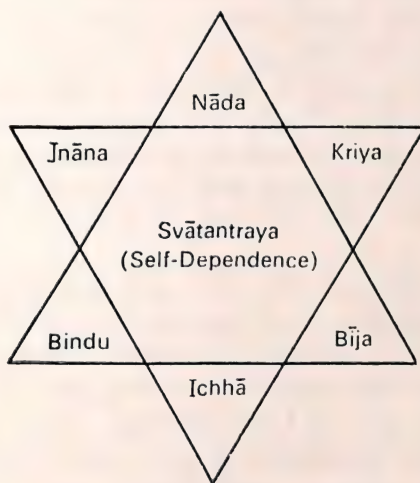 Nāda
Jnāna
Kriya
Svātantraya
(Self-Dependence)
Bindu
Bīja
Ichhā